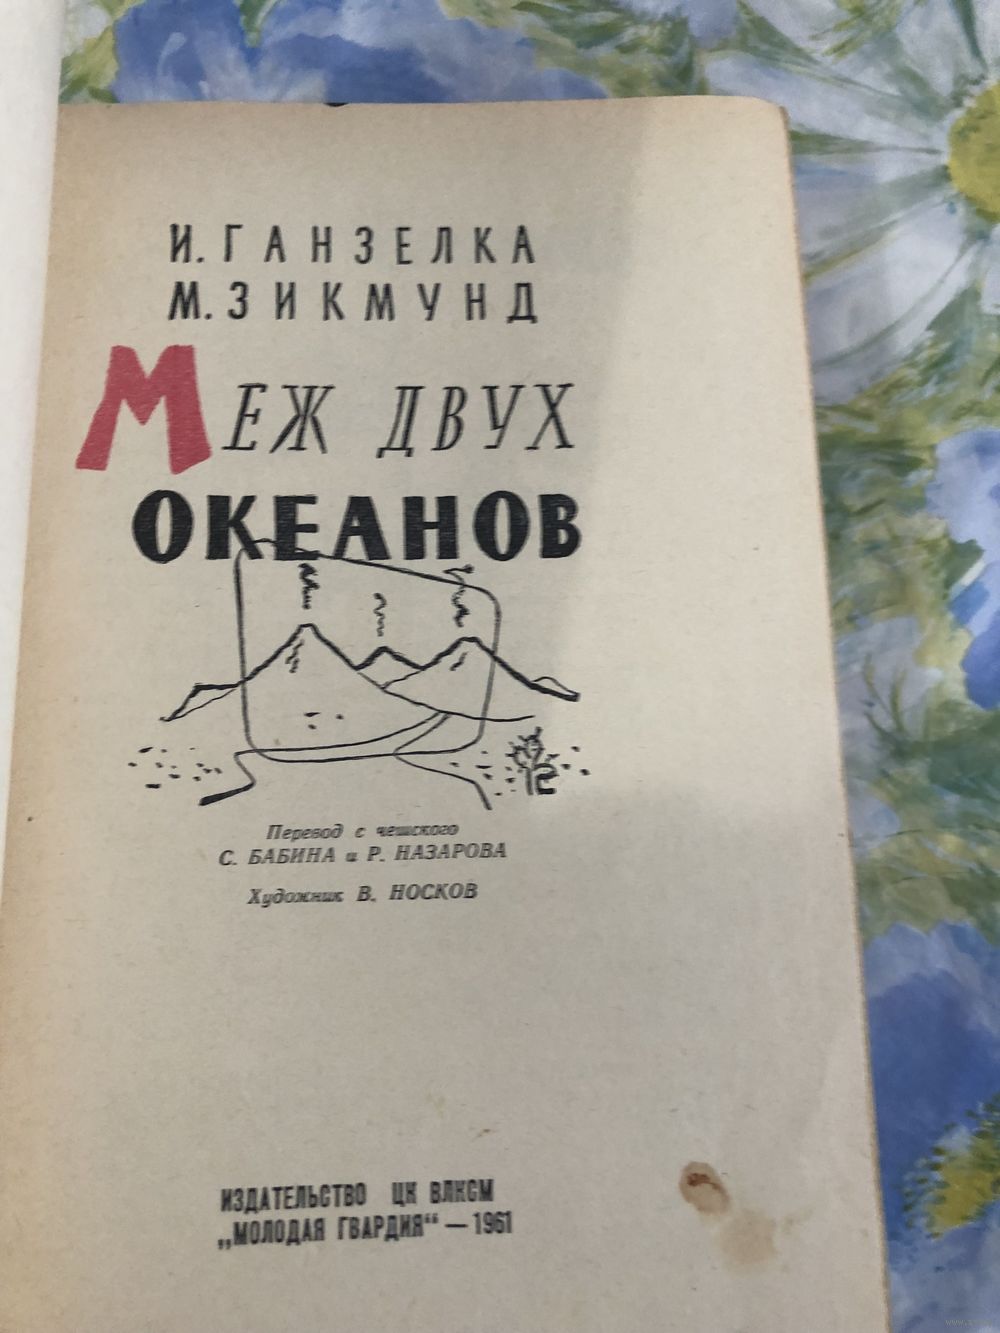 И. ГАНЗЕЛКА
М. ЗИКМУНД
МЕЖ ДВУХ
ОКЕАНОВ
Перевод с чешского
С. БАБИНА и Р. НАЗАРОВА
Художник В. НОСКОВ
ИЗДАТЕЛЬСТВО ЦК ВЛКСМ
„МОЛОДАЯ ГВАРДИЯ“ — 1961